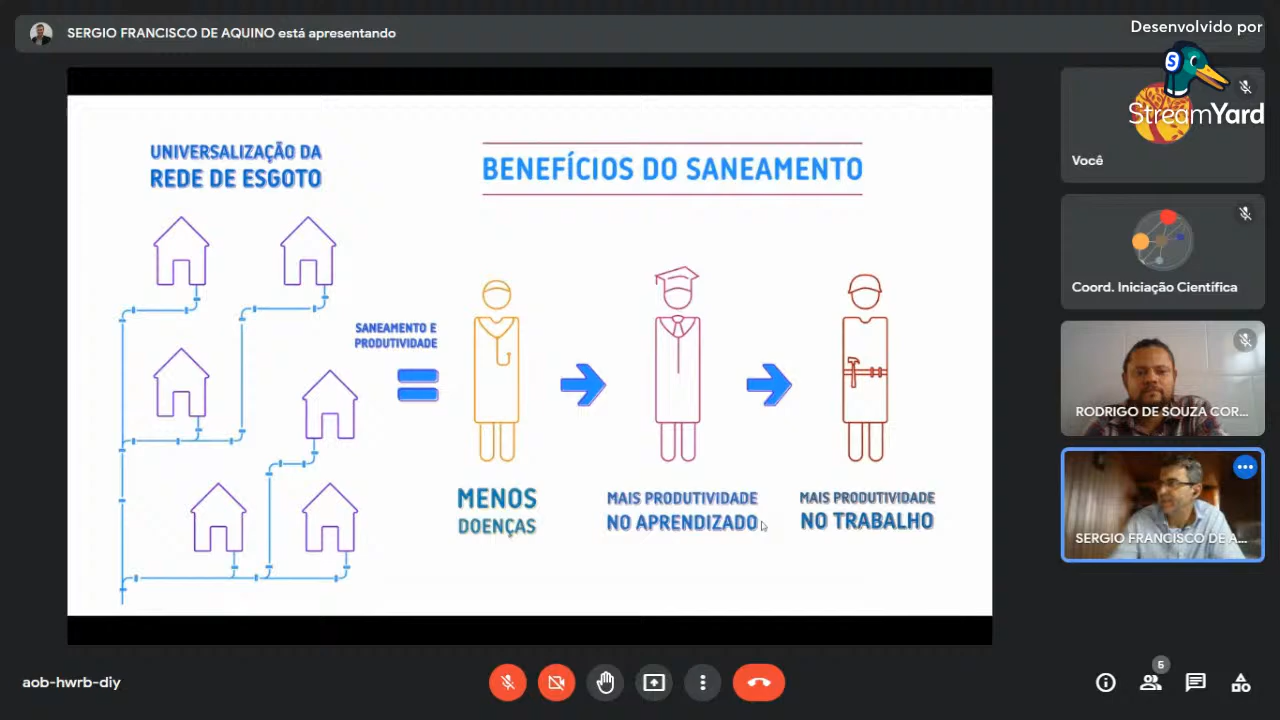 SERGIO FRANCISCO DE AQUINO está apresentando
Desenvolvido por
StreamYard
UNIVERSALIZAÇÃO DA
REDE DE ESGOTO
BENEFÍCIOS DO SANEAMENTO
SANEAMENTO E
PRODUTIVIDADE
MENOS
DOENÇAS
MAIS PRODUTIVIDADE
NO APRENDIZADO
MAIS PRODUTIVIDADE
NO TRABALHO
Você
Coord. Iniciação Científica
RODRIGO DE SOUZA COR...
SERGIO FRANCISCO DE A...
aob-hwrb-diy
5